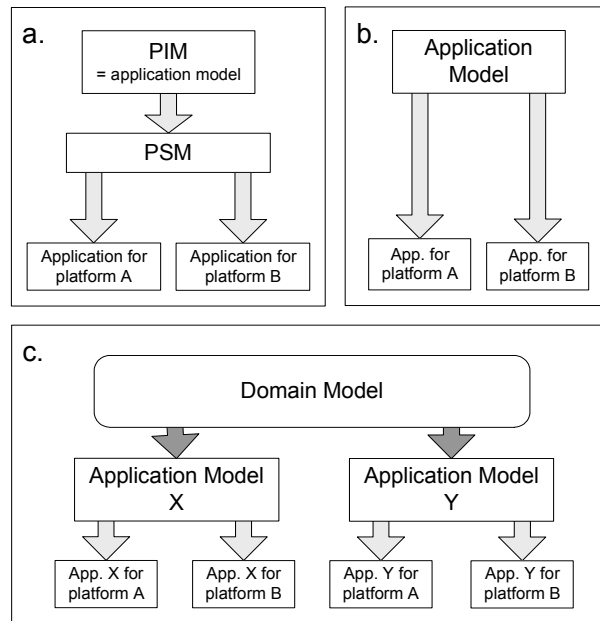 a.
PIM
= application model
PSM
Application for
platform A
Application for
platform B
b.
Application
Model
App. for
platform A
App. for
platform B
c.
Domain Model
Application Model
X
Application Model
Y
App. X for
platform A
App. X for
platform B
App. Y for
platform A
App. Y for
platform B